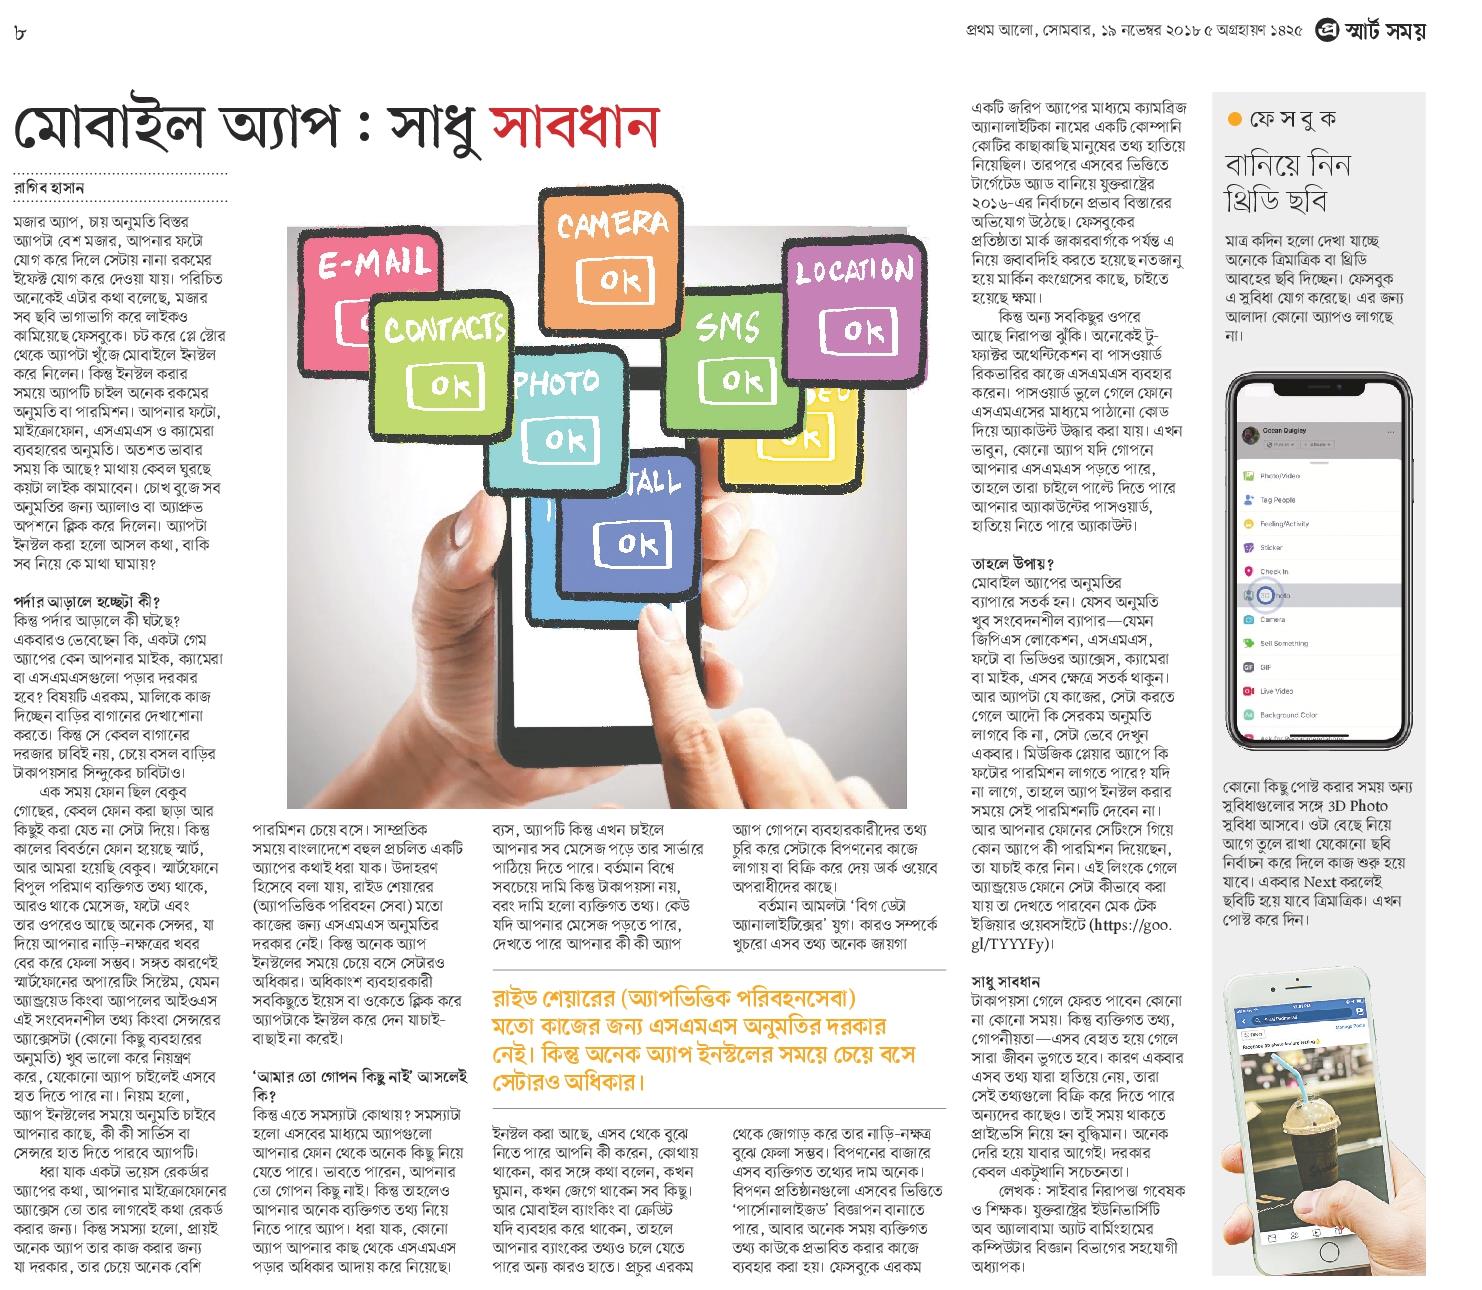 ৮
প্রথম আলো, সোমবার, ১৯ নভেম্বর ২০১৮ ৫ অগ্রহায়ণ ১৪২৫
প্র স্মার্ট সময়
মোবাইল অ্যাপ : সাধু সাবধান
রাগিব হাসান
মজার অ্যাপ, চায় অনুমতি বিস্তর
অ্যাপটা বেশ মজার, আপনার ফটো
যোগ করে দিলে সেটায় নানা রকমের
ইফেক্ট যোগ করে দেওয়া যায়। পরিচিত
অনেকেই এটার কথা বলেছে, মজার
সব ছবি ভাগাভাগি করে লাইকও
কামিয়েছে ফেসবুকে। চট করে প্লে স্টোর
থেকে অ্যাপটা খুঁজে মোবাইলে ইনস্টল
করে নিলেন। কিন্তু ইনস্টল করার
সময়ে অ্যাপটি চাইল অনেক রকমের
অনুমতি বা পারমিশন। আপনার ফটো,
মাইক্রোফোন, এসএমএস ও ক্যামেরা
ব্যবহারের অনুমতি। অতশত ভাবার
সময় কি আছে? মাথায় কেবল ঘুরছে
কয়টা লাইক কামাবেন। চোখ বুজে সব
অনুমতির জন্য অ্যালাও বা অ্যাপ্রুভ
অপশনে ক্লিক করে দিলেন। অ্যাপটা
ইনস্টল করা হলো আসল কথা, বাকি
সব নিয়ে কে মাথা ঘামায়?
পর্দার আড়ালে হচ্ছেটা কী?
কিন্তু পর্দার আড়ালে কী ঘটছে?
একবারও ভেবেছেন কি, একটা গেম
অ্যাপের কেন আপনার মাইক, ক্যামেরা
বা এসএমএসগুলো পড়ার দরকার
হবে? বিষয়টি এরকম, মালিকে কাজ
দিচ্ছেন বাড়ির বাগানের দেখাশোনা
করতে। কিন্তু সে কেবল বাগানের
দরজার চাবিই নয়, চেয়ে বসল বাড়ির
টাকাপয়সার সিন্দুকের চাবিটাও।
এক সময় ফোন ছিল বেকুব
গোছের, কেবল ফোন করা ছাড়া আর
কিছুই করা যেত না সেটা দিয়ে। কিন্তু
কালের বিবর্তনে ফোন হয়েছে স্মার্ট,
আর আমরা হয়েছি বেকুব। স্মার্টফোনে
বিপুল পরিমাণ ব্যক্তিগত তথ্য থাকে,
আরও থাকে মেসেজ, ফটো এবং
তার ওপরেও আছে অনেক সেন্সর, যা
দিয়ে আপনার নাড়ি-নক্ষত্রের খবর
বের করে ফেলা সম্ভব। সঙ্গত কারণেই
স্মার্টফোনের অপারেটিং সিস্টেম, যেমন
অ্যান্ড্রয়েড কিংবা অ্যাপলের আইওএস
এই সংবেদনশীল তথ্য কিংবা সেন্সরের
অ্যাক্সেসটা (কোনো কিছু ব্যবহারের
অনুমতি) খুব ভালো করে নিয়ন্ত্রণ
করে, যেকোনো অ্যাপ চাইলেই এসবে
হাত দিতে পারে না। নিয়ম হলো,
অ্যাপ ইনস্টলের সময়ে অনুমতি চাইবে
আপনার কাছে, কী কী সার্ভিস বা
সেন্সরে হাত দিতে পারবে অ্যাপটি।
ধরা যাক একটা ভয়েস রেকর্ডার
অ্যাপের কথা, আপনার মাইক্রোফোনের
অ্যাক্সেস তো তার লাগবেই কথা রেকর্ড
করার জন্য। কিন্তু সমস্যা হলো, প্রায়ই
অনেক অ্যাপ তার কাজ করার জন্য
যা দরকার, তার চেয়ে অনেক বেশি
E-MAIL
CAMERA
OK
LOCATION
OK
CONTACTS
OK
SMS
OK
PHOTO
OK
OK
TALL
OK
পারমিশন চেয়ে বসে। সাম্প্রতিক
সময়ে বাংলাদেশে বহুল প্রচলিত একটি
অ্যাপের কথাই ধরা যাক। উদাহরণ
হিসেবে বলা যায়, রাইড শেয়ারের
(অ্যাপভিত্তিক পরিবহন সেবা) মতো
কাজের জন্য এসএমএস অনুমতির
দরকার নেই। কিন্তু অনেক অ্যাপ
ইনস্টলের সময়ে চেয়ে বসে সেটারও
অধিকার। অধিকাংশ ব্যবহারকারী
সবকিছুতে ইয়েস বা ওকেতে ক্লিক করে
অ্যাপটাকে ইনস্টল করে দেন যাচাই-
বাছাই না করেই।
‘আমার তো গোপন কিছু নাই’ আসলেই
কি?
কিন্তু এতে সমস্যাটা কোথায়? সমস্যাটা
হলো এসবের মাধ্যমে অ্যাপগুলো
আপনার ফোন থেকে অনেক কিছু নিয়ে
যেতে পারে। ভাবতে পারেন, আপনার
তো গোপন কিছু নাই। কিন্তু তাহলেও
আপনার অনেক ব্যক্তিগত তথ্য নিয়ে
নিতে পারে অ্যাপ। ধরা যাক, কোনো
অ্যাপ আপনার কাছ থেকে এসএমএস
পড়ার অধিকার আদায় করে নিয়েছে।
ব্যস, অ্যাপটি কিন্তু এখন চাইলে
আপনার সব মেসেজ পড়ে তার সার্ভারে
পাঠিয়ে দিতে পারে। বর্তমান বিশ্বে
সবচেয়ে দামি কিন্তু টাকাপয়সা নয়,
বরং দামি হলো ব্যক্তিগত তথ্য। কেউ
যদি আপনার মেসেজ পড়তে পারে,
দেখতে পারে আপনার কী কী অ্যাপ
রাইড শেয়ারের (অ্যাপভিত্তিক পরিবহনসেবা)
মতো কাজের জন্য এসএমএস অনুমতির দরকার
নেই। কিন্তু অনেক অ্যাপ ইনস্টলের সময়ে চেয়ে বসে
সেটারও অধিকার।
ইনস্টল করা আছে, এসব থেকে বুঝে
নিতে পারে আপনি কী করেন, কোথায়
থাকেন, কার সঙ্গে কথা বলেন, কখন
ঘুমান, কখন জেগে থাকেন সব কিছু।
আর মোবাইল ব্যাংকিং বা ক্রেডিট
যদি ব্যবহার করে থাকেন, তাহলে
আপনার ব্যাংকের তথ্যও চলে যেতে
পারে অন্য কারও হাতে। প্রচুর এরকম
অ্যাপ গোপনে ব্যবহারকারীদের তথ্য
চুরি করে সেটাকে বিপণনের কাজে
লাগায় বা বিক্রি করে দেয় ডার্ক ওয়েবে
অপরাধীদের কাছে।
বর্তমান আমলটা ‘বিগ ডেটা
অ্যানালাইটিক্সের’ যুগ। কারও সম্পর্কে
খুচরো এসব তথ্য অনেক জায়গা
থেকে জোগাড় করে তার নাড়ি-নক্ষত্র
বুঝে ফেলা সম্ভব। বিপণনের বাজারে
এসব ব্যক্তিগত তথ্যের দাম অনেক।
বিপণন প্রতিষ্ঠানগুলো এসবের ভিত্তিতে
‘পার্সোনালাইজড’ বিজ্ঞাপন বানাতে
পারে, আবার অনেক সময় ব্যক্তিগত
তথ্য কাউকে প্রভাবিত করার কাজে
ব্যবহার করা হয়। ফেসবুকে এরকম
একটি জরিপ অ্যাপের মাধ্যমে ক্যামব্রিজ
অ্যানালাইটিকা নামের একটি কোম্পানি
কোটির কাছাকাছি মানুষের তথ্য হাতিয়ে
নিয়েছিল। তারপরে এসবের ভিত্তিতে
টার্গেটেড অ্যাড বানিয়ে যুক্তরাষ্ট্রের
২০১৬-এর নির্বাচনে প্রভাব বিস্তারের
অভিযোগ উঠেছে। ফেসবুকের
প্রতিষ্ঠাতা মার্ক জাকারবার্গকে পর্যন্ত এ
নিয়ে জবাবদিহি করতে হয়েছে নতজানু
হয়ে মার্কিন কংগ্রেসের কাছে, চাইতে
হয়েছে ক্ষমা।
কিন্তু অন্য সবকিছুর ওপরে
আছে নিরাপত্তা ঝুঁকি। অনেকেই টু-
ফ্যাক্টর অথেন্টিকেশন বা পাসওয়ার্ড
রিকভারির কাজে এসএমএস ব্যবহার
করেন। পাসওয়ার্ড ভুলে গেলে ফোনে
এসএমএসের মাধ্যমে পাঠানো কোড
দিয়ে অ্যাকাউন্ট উদ্ধার করা যায়। এখন
ভাবুন, কোনো অ্যাপ যদি গোপনে
আপনার এসএমএস পড়তে পারে,
তাহলে তারা চাইলে পাল্টে দিতে পারে
আপনার অ্যাকাউন্টের পাসওয়ার্ড,
হাতিয়ে নিতে পারে অ্যাকাউন্ট।
তাহলে উপায়?
মোবাইল অ্যাপের অনুমতির
ব্যাপারে সতর্ক হন। যেসব অনুমতি
খুব সংবেদনশীল ব্যাপার—যেমন
জিপিএস লোকেশন, এসএমএস,
ফটো বা ভিডিওর অ্যাক্সেস, ক্যামেরা
বা মাইক, এসব ক্ষেত্রে সতর্ক থাকুন।
আর অ্যাপটা যে কাজের, সেটা করতে
গেলে আদৌ কি সেরকম অনুমতি
লাগবে কি না, সেটা ভেবে দেখুন
একবার। মিউজিক প্লেয়ার অ্যাপে কি
ফটোর পারমিশন লাগতে পারে? যদি
না লাগে, তাহলে অ্যাপ ইনস্টল করার
সময়ে সেই পারমিশনটি দেবেন না।
আর আপনার ফোনের সেটিংসে গিয়ে
কোন অ্যাপে কী পারমিশন দিয়েছেন,
তা যাচাই করে নিন। এই লিংকে গেলে
অ্যান্ড্রয়েড ফোনে সেটা কীভাবে করা
যায় তা দেখতে পারবেন মেক টেক
ইজিয়ার ওয়েবসাইটে (https://goo.
gl/TYYYFy)।
সাধু সাবধান
টাকাপয়সা গেলে ফেরত পাবেন কোনো
না কোনো সময়। কিন্তু ব্যক্তিগত তথ্য,
গোপনীয়তা—এসব বেহাত হয়ে গেলে
সারা জীবন ভুগতে হবে। কারণ একবার
এসব তথ্য যারা হাতিয়ে নেয়, তারা
সেই তথ্যগুলো বিক্রি করে দিতে পারে
অন্যদের কাছেও। তাই সময় থাকতে
প্রাইভেসি নিয়ে হন বুদ্ধিমান। অনেক
দেরি হয়ে যাবার আগেই। দরকার
কেবল একটুখানি সচেতনতা।
লেখক : সাইবার নিরাপত্তা গবেষক
ও শিক্ষক। যুক্তরাষ্ট্রের ইউনিভার্সিটি
অব অ্যালাবামা অ্যাট বার্মিংহামের
কম্পিউটার বিজ্ঞান বিভাগের সহযোগী
অধ্যাপক।
ফেসবুক
বানিয়ে নিন
থ্রিডি ছবি
মাত্র কদিন হলো দেখা যাচ্ছে
অনেকে ত্রিমাত্রিক বা থ্রিডি
আবহের ছবি দিচ্ছেন। ফেসবুক
এ সুবিধা যোগ করেছে। এর জন্য
আলাদা কোনো অ্যাপও লাগছে
না।
Ocean Quigley
Photo/Video
Tag People
Feeling/Activity
Sticker
Check In
3D Photo
Camera
Sell Something
GIF
Live Video
Background Color
কোনো কিছু পোস্ট করার সময় অন্য
সুবিধাগুলোর সঙ্গে 3D Photo
সুবিধা আসবে। ওটা বেছে নিয়ে
আগে তুলে রাখা যেকোনো ছবি
নির্বাচন করে দিলে কাজ শুরু হয়ে
যাবে। একবার Next করলেই
ছবিটি হয়ে যাবে ত্রিমাত্রিক। এখন
পোস্ট করে দিন।